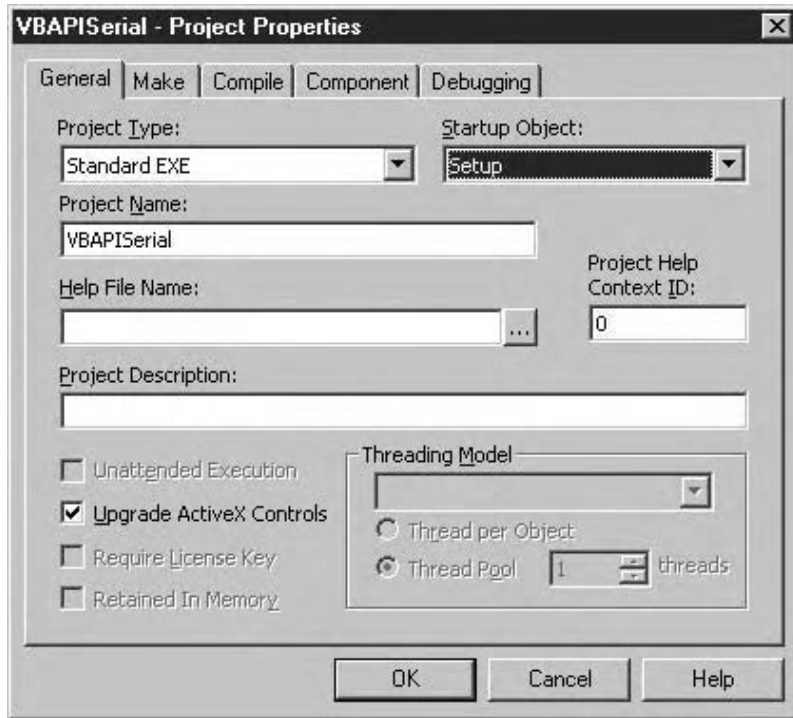 VBAPISerial - Project Properties
General Make Compile Component Debugging
Project Type: Startup Object:
Standard EXE Setup
Project Name:
VBAPISerial
Project Help
Help File Name: Context ID:
... 0
Project Description:
Unattended Execution Threading Model
Upgrade ActiveX Controls
Thread per Object
Require License Key
Thread Pool 1 threads
Retained In Memory
OK Cancel Help